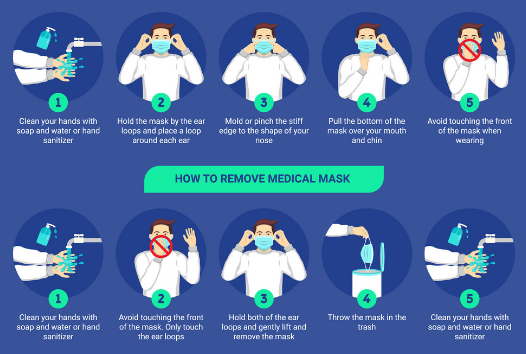 1
Clean your hands with
soap and water or hand
sanitizer
2
Hold the mask by the ear
loops and place a loop
around each ear
3
Mold or pinch the stiff
edge to the shape of your
nose
4
Pull the bottom of the
mask over your mouth
and chin
5
Avoid touching the front
of the mask when
wearing
HOW TO REMOVE MEDICAL MASK
1
Clean your hands with
soap and water or hand
sanitizer
2
Avoid touching the front
of the mask. Only touch
the ear loops
3
Hold both of the ear
loops and gently lift and
remove the mask
4
Throw the mask in the
trash
5
Clean your hands with
soap and water or hand
sanitizer